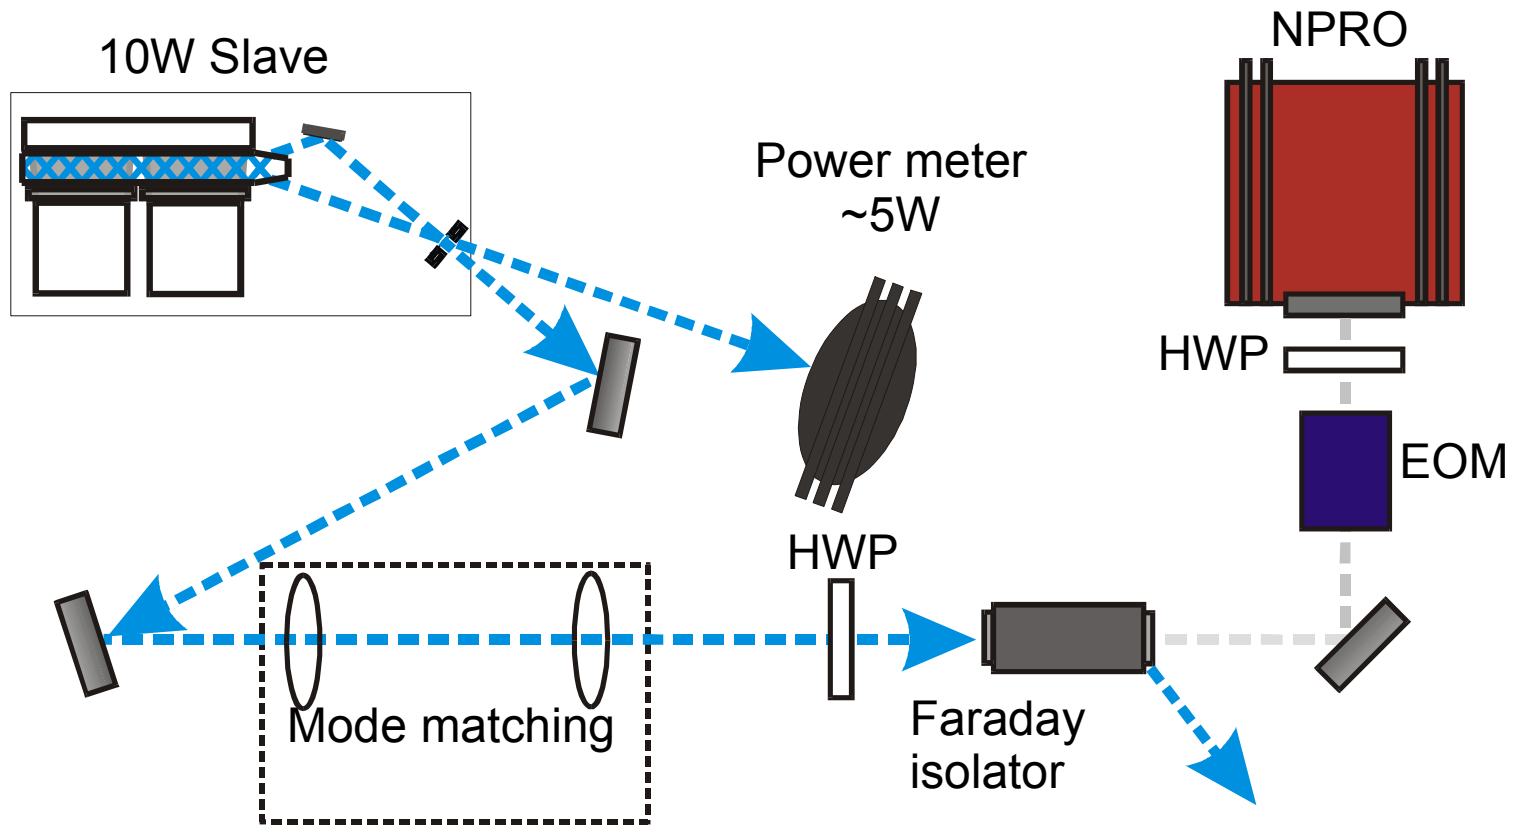 NPRO
10W Slave
Power meter
~5W
HWP
EOM
HWP
Mode matching
Faraday
isolator